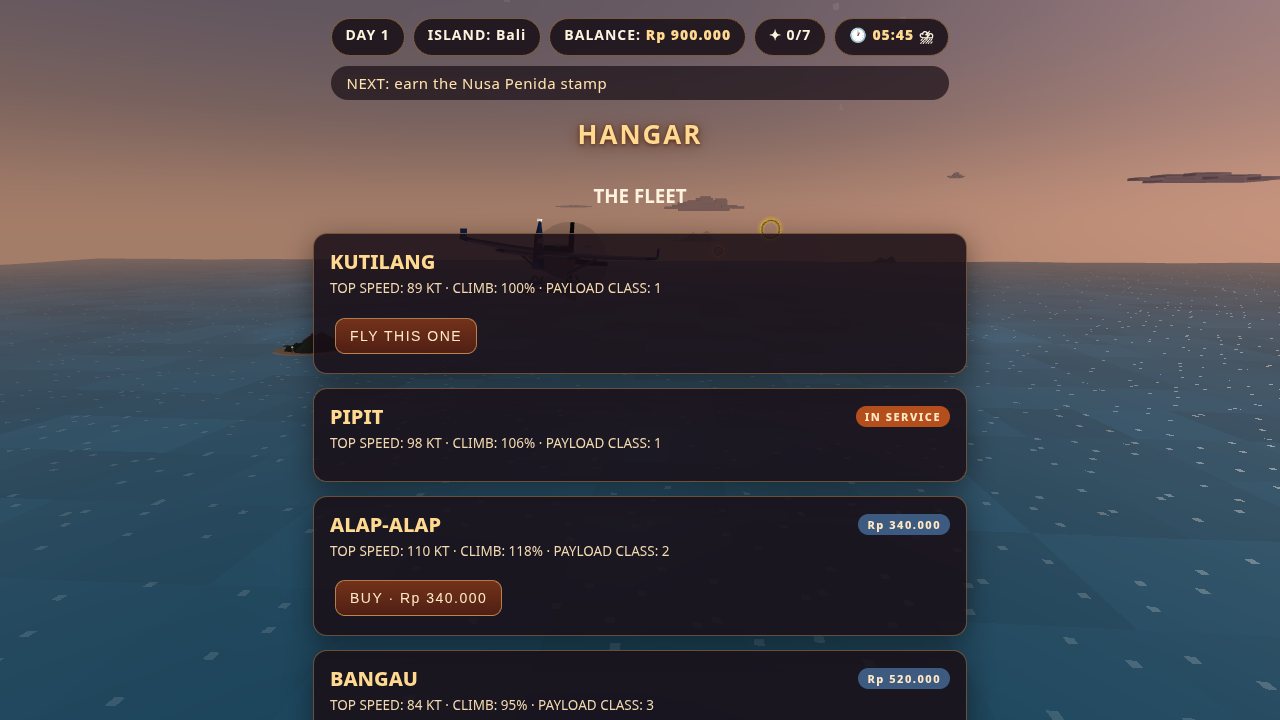 DAY 1
ISLAND: Bali
BALANCE: Rp 900.000
✦ 0/7
🕐 05:45 ⛈
NEXT: earn the Nusa Penida stamp
HANGAR
THE FLEET
KUTILANG
TOP SPEED: 89 KT · CLIMB: 100% · PAYLOAD CLASS: 1
FLY THIS ONE
PIPIT
IN SERVICE
TOP SPEED: 98 KT · CLIMB: 106% · PAYLOAD CLASS: 1
ALAP-ALAP
Rp 340.000
TOP SPEED: 110 KT · CLIMB: 118% · PAYLOAD CLASS: 2
BUY · Rp 340.000
BANGAU
Rp 520.000
TOP SPEED: 84 KT · CLIMB: 95% · PAYLOAD CLASS: 3